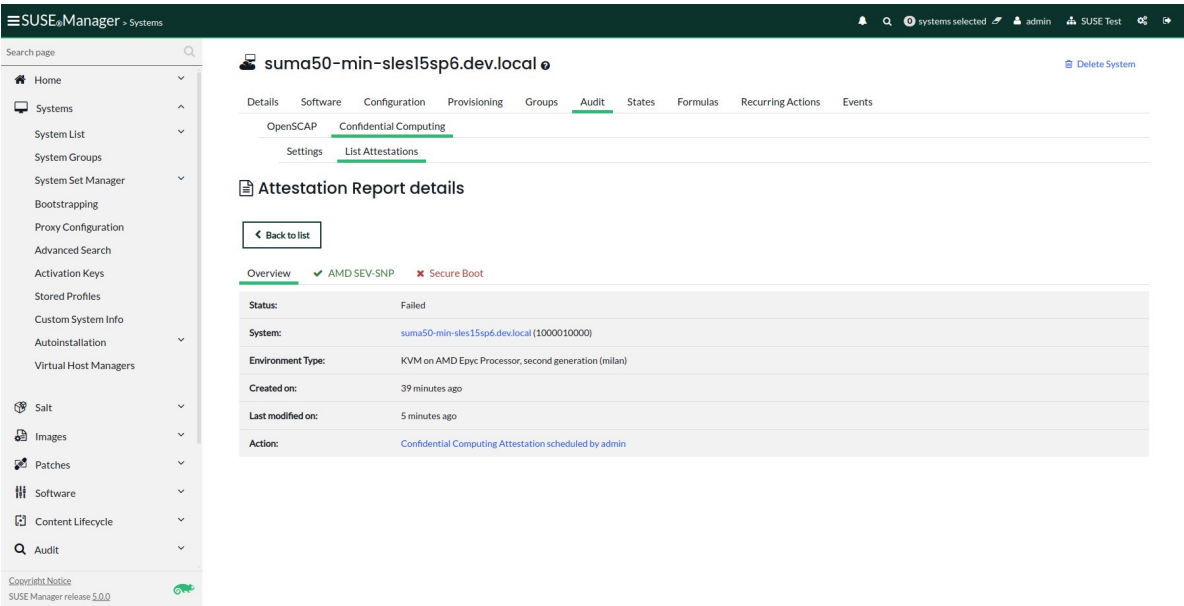 SUSE®Manager > Systems
0 systems selected admin SUSE Test
Search page
Home
Systems
System List
System Groups
System Set Manager
Bootstrapping
Proxy Configuration
Advanced Search
Activation Keys
Stored Profiles
Custom System Info
Autoinstallation
Virtual Host Managers
Salt
Images
Patches
Software
Content Lifecycle
Audit
Copyright Notice
SUSE Manager release 5.0.0
suma50-min-sles15sp6.dev.local ?
Delete System
Details Software Configuration Provisioning Groups Audit States Formulas Recurring Actions Events
OpenSCAP Confidential Computing
Settings List Attestations
Attestation Report details
Back to list
Overview AMD SEV-SNP Secure Boot
Status: Failed
System: suma50-min-sles15sp6.dev.local (1000010000)
Environment Type: KVM on AMD Epyc Processor, second generation (milan)
Created on: 39 minutes ago
Last modified on: 5 minutes ago
Action: Confidential Computing Attestation scheduled by admin